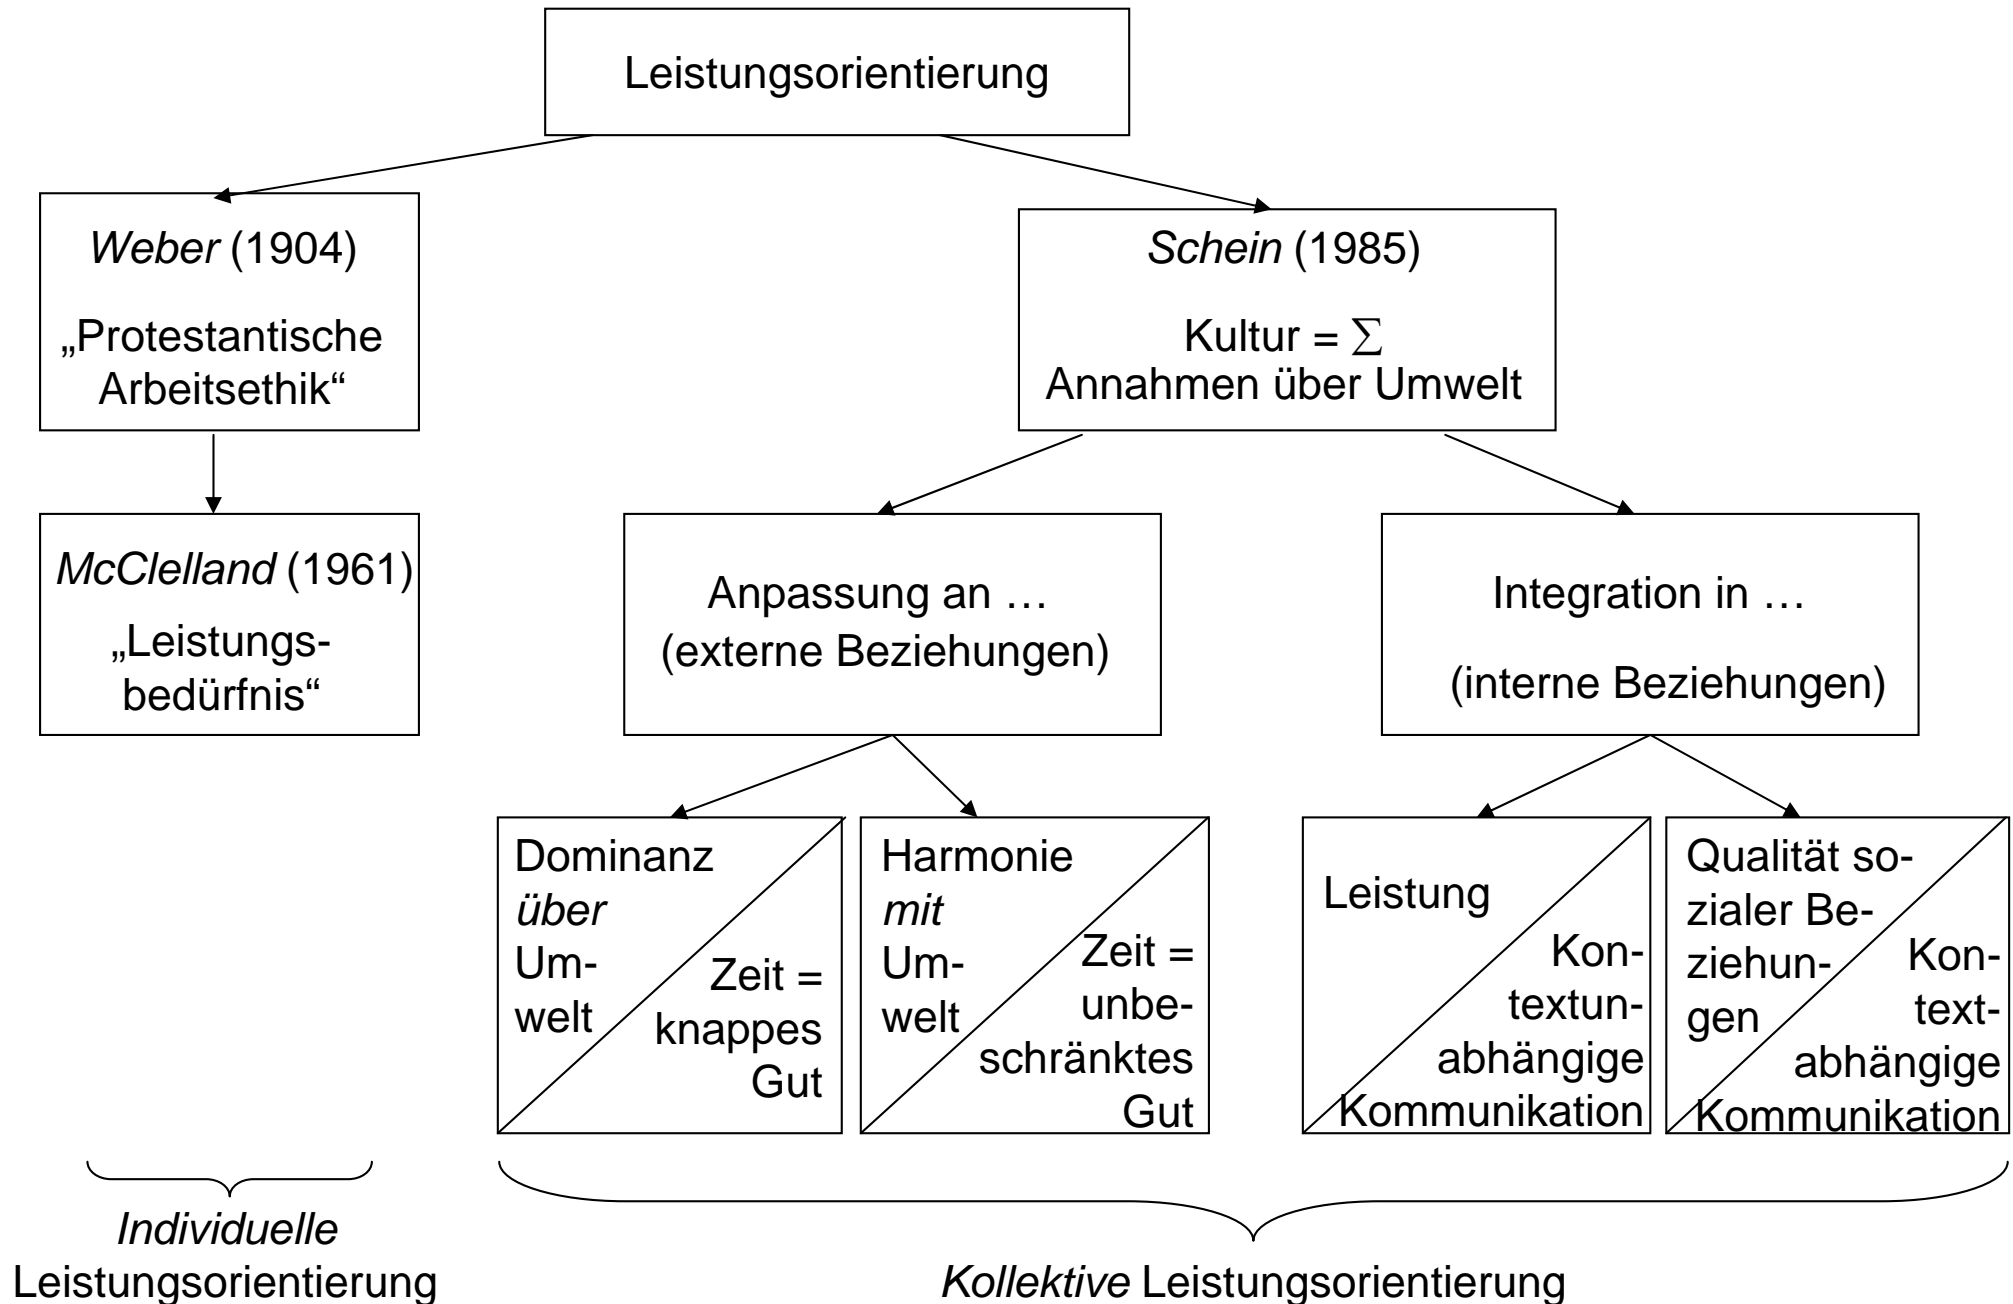 Leistungsorientierung
Weber (1904)
„Protestantische
Arbeitsethik“
Schein (1985)
Kultur = ∑
Annahmen über Umwelt
McClelland (1961)
„Leistungs-
bedürfnis“
Anpassung an …
(externe Beziehungen)
Integration in …
(interne Beziehungen)
Dominanz
über
Um-
welt
Zeit =
knappes
Gut
Harmonie
mit
Um-
welt
Zeit =
unbe-
schränktes
Gut
Leistung
Kon-
textun-
abhängige
Kommunikation
Qualität so-
zialer Be-
ziehun-
gen
Kon-
text-
abhängige
Kommunikation
Individuelle
Leistungsorientierung
Kollektive Leistungsorientierung